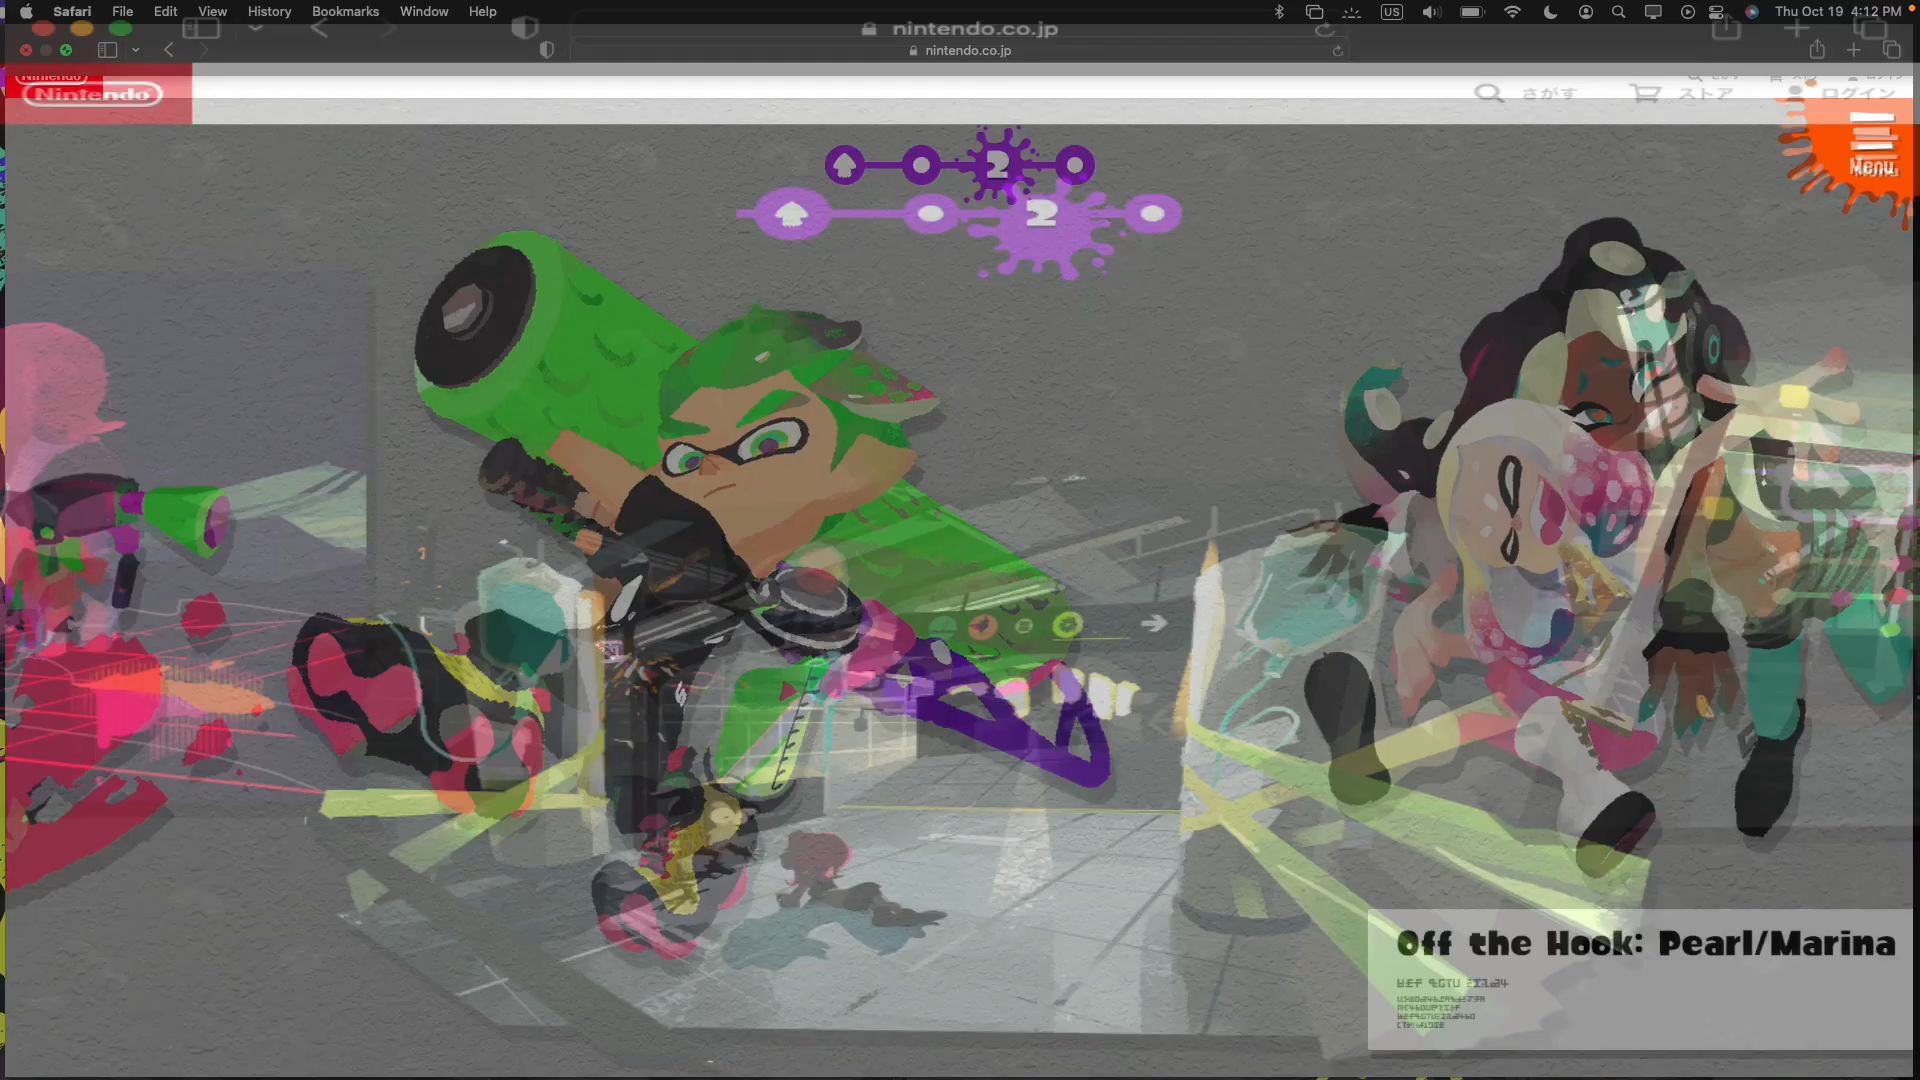 Safari File Edit View History Bookmarks Window Help
US Thu Oct 19 4:12 PM
nintendo.co.jp
nintendo.co.jp
Nintendo
Nintendo
さがす ストア ログイン
Menu
2
2
Off the Hook: Pearl/Marina